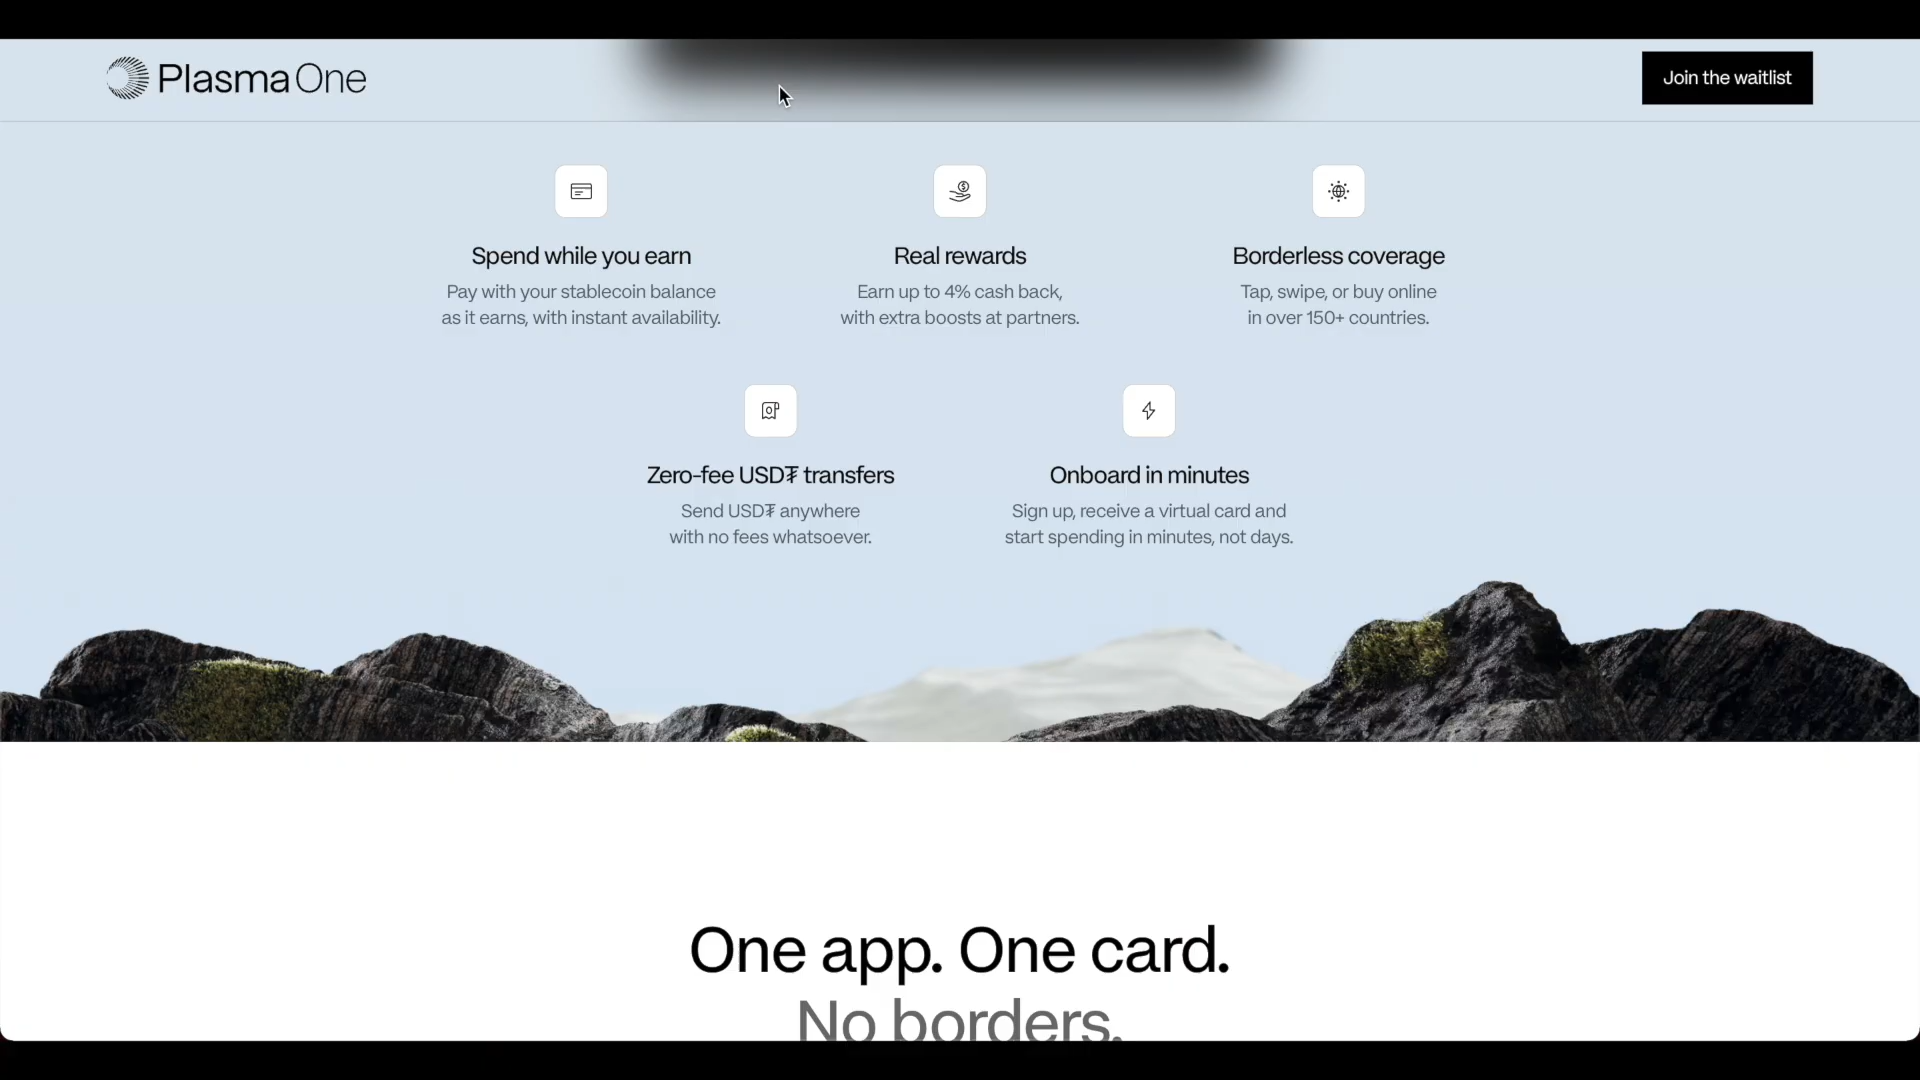 Plasma One
Join the waitlist
Spend while you earn
Pay with your stablecoin balance
as it earns, with instant availability.
Real rewards
Earn up to 4% cash back,
with extra boosts at partners.
Borderless coverage
Tap, swipe, or buy online
in over 150+ countries.
Zero-fee USD₮ transfers
Send USD₮ anywhere
with no fees whatsoever.
Onboard in minutes
Sign up, receive a virtual card and
start spending in minutes, not days.
One app. One card.
No borders.